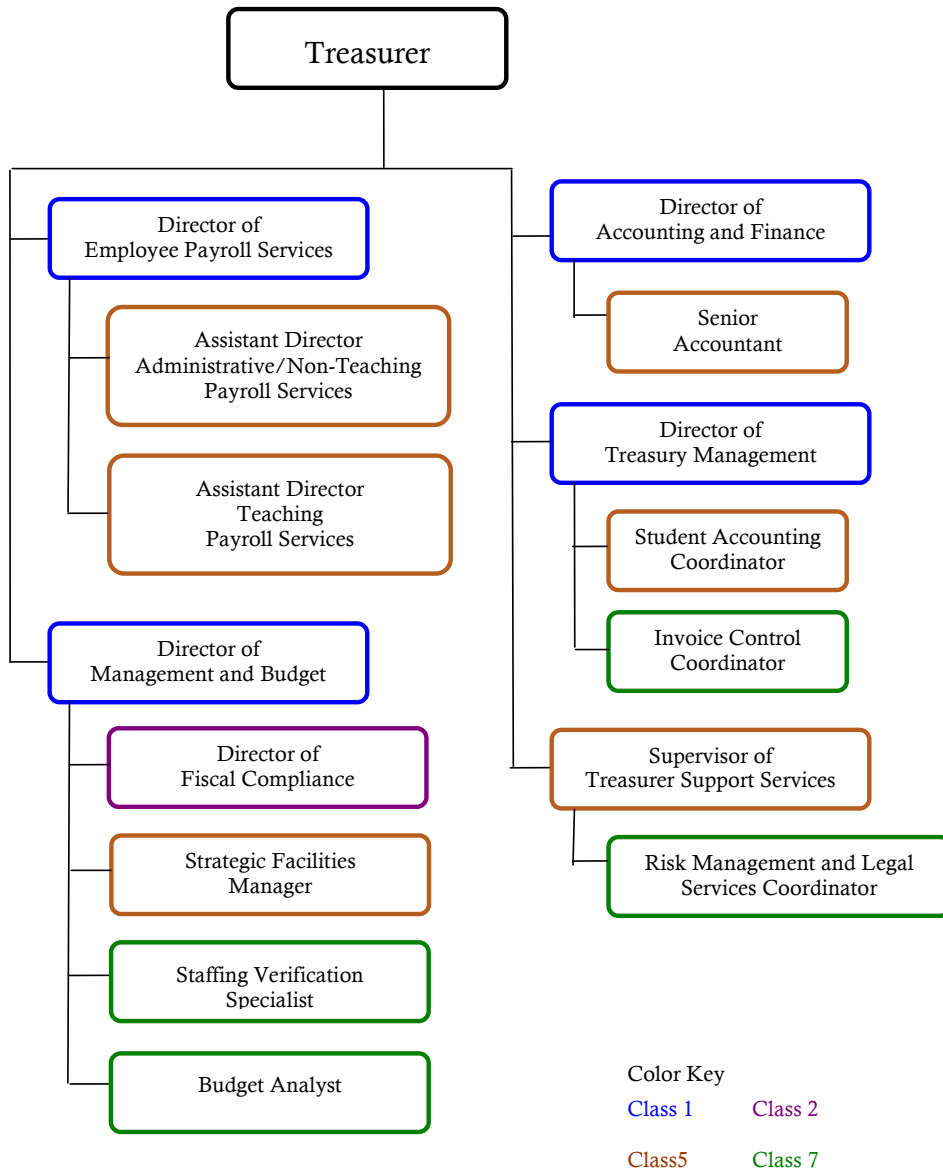 Treasurer
Director of
Employee Payroll Services
Assistant Director
Administrative/Non-Teaching
Payroll Services
Assistant Director
Teaching
Payroll Services
Director of
Management and Budget
Director of
Fiscal Compliance
Strategic Facilities
Manager
Staffing Verification
Specialist
Budget Analyst
Director of
Accounting and Finance
Senior
Accountant
Director of
Treasury Management
Student Accounting
Coordinator
Invoice Control
Coordinator
Supervisor of
Treasurer Support Services
Risk Management and Legal
Services Coordinator
Color Key
Class 1 Class 2
Class5 Class 7